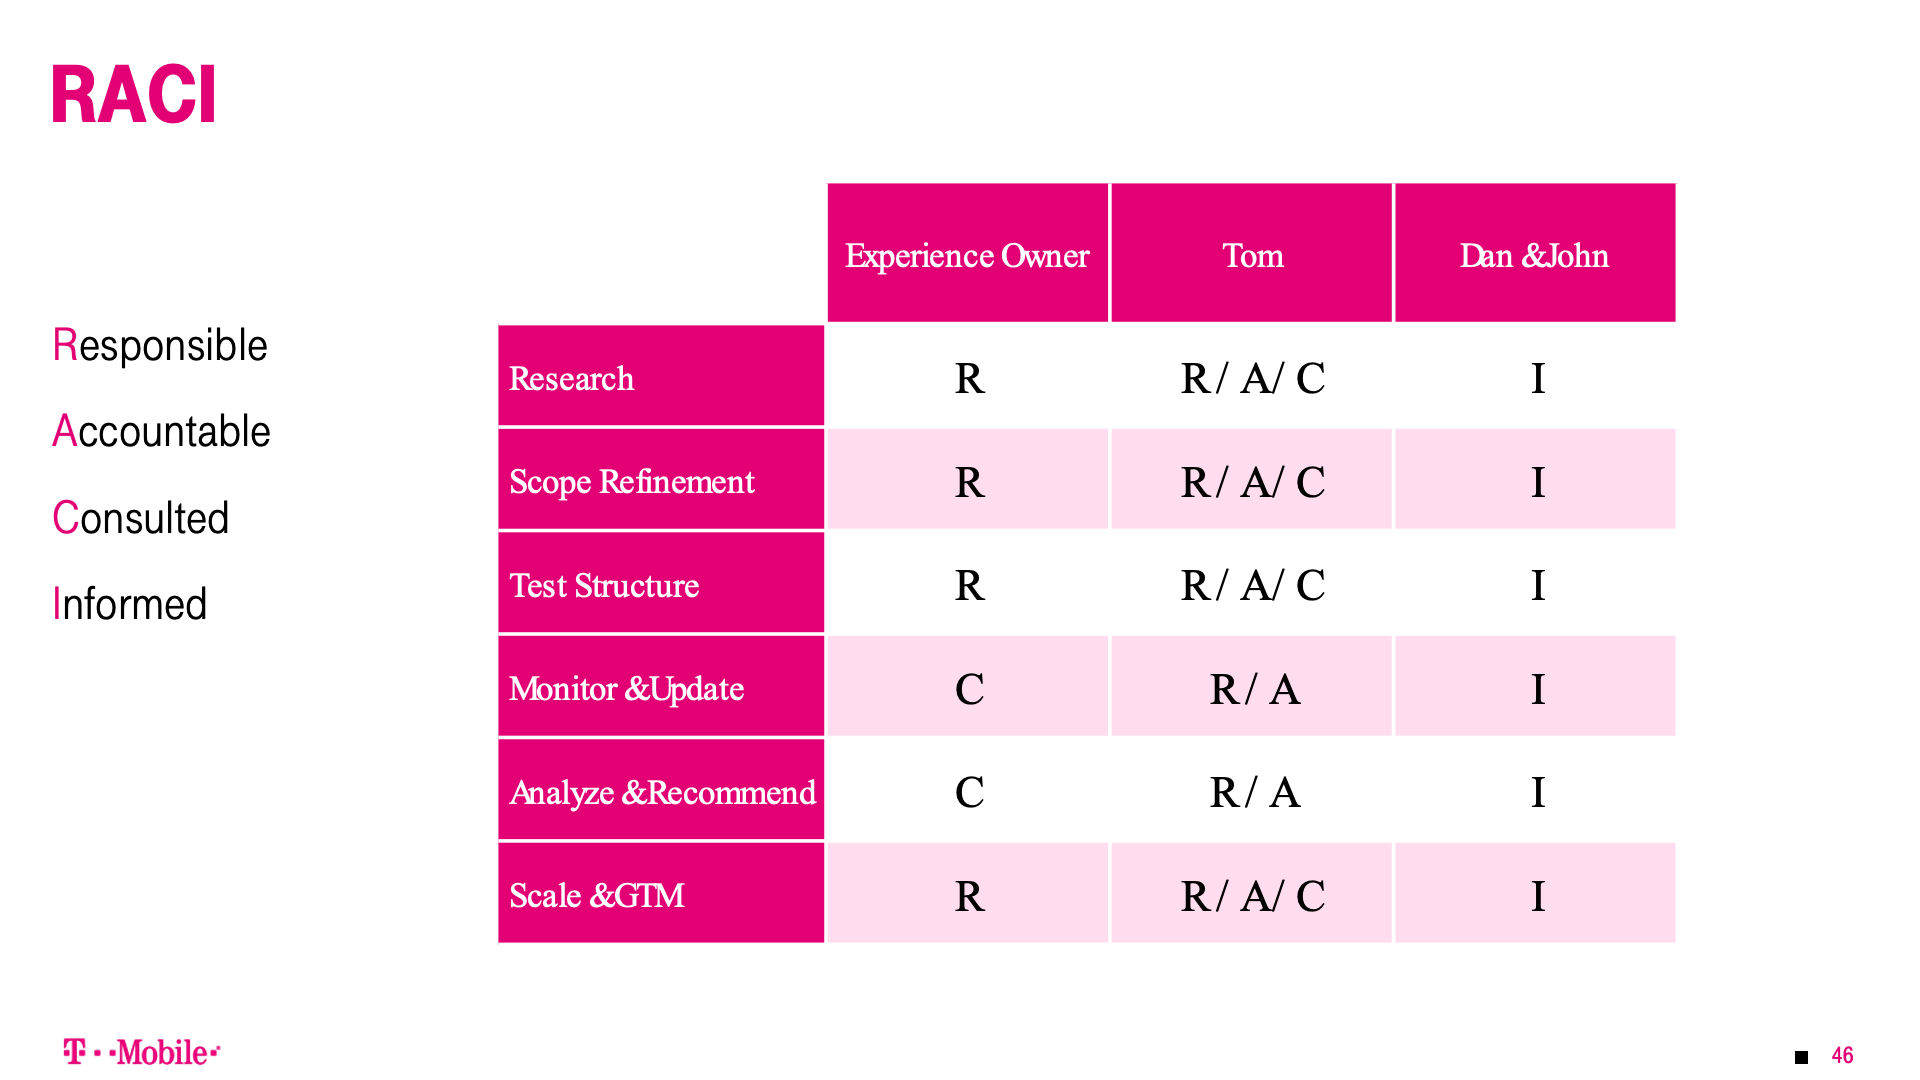 RACI
Responsible
Accountable
Consulted
Informed
Experience Owner Tom Dan &John
Research R R/ A/ C I
Scope Refinement R R/ A/ C I
Test Structure R R/ A/ C I
Monitor &Update C R/ A I
Analyze &Recommend C R/ A I
Scale &GTM R R/ A/ C I
T··Mobile·
46